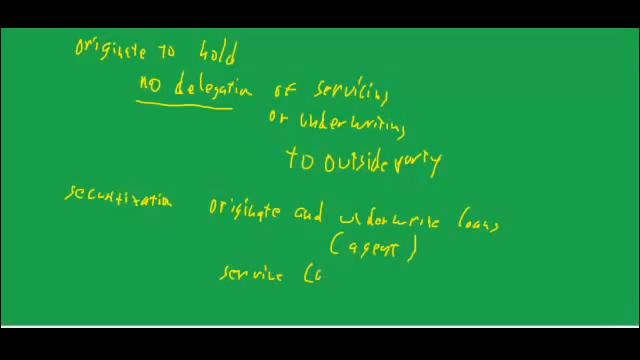 originate to hold
no delegation of servicing
or underwriting
to outside party
securitization originate and underwrite loans
(agent)
service (